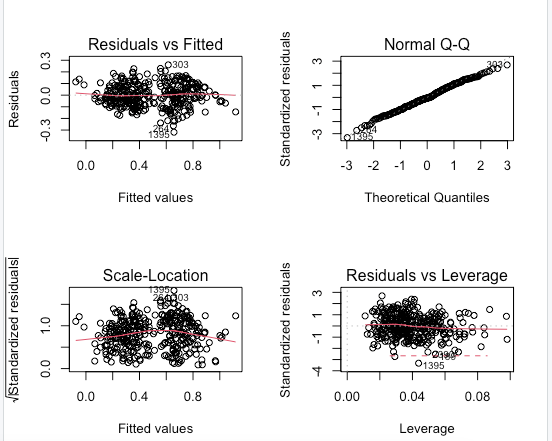 Residuals vs Fitted
Residuals
0.3
0.0
-0.3
303
1395
0.0 0.4 0.8
Fitted values
Normal Q-Q
Standardized residuals
3
1
-1
-3
303
1395
-3 -2 -1 0 1 2 3
Theoretical Quantiles
Scale-Location
√|Standardized residuals|
1.0
0.0
1395
303
0.0 0.4 0.8
Fitted values
Residuals vs Leverage
Standardized residuals
3
1
-1
-4
1395
0.00 0.04 0.08
Leverage